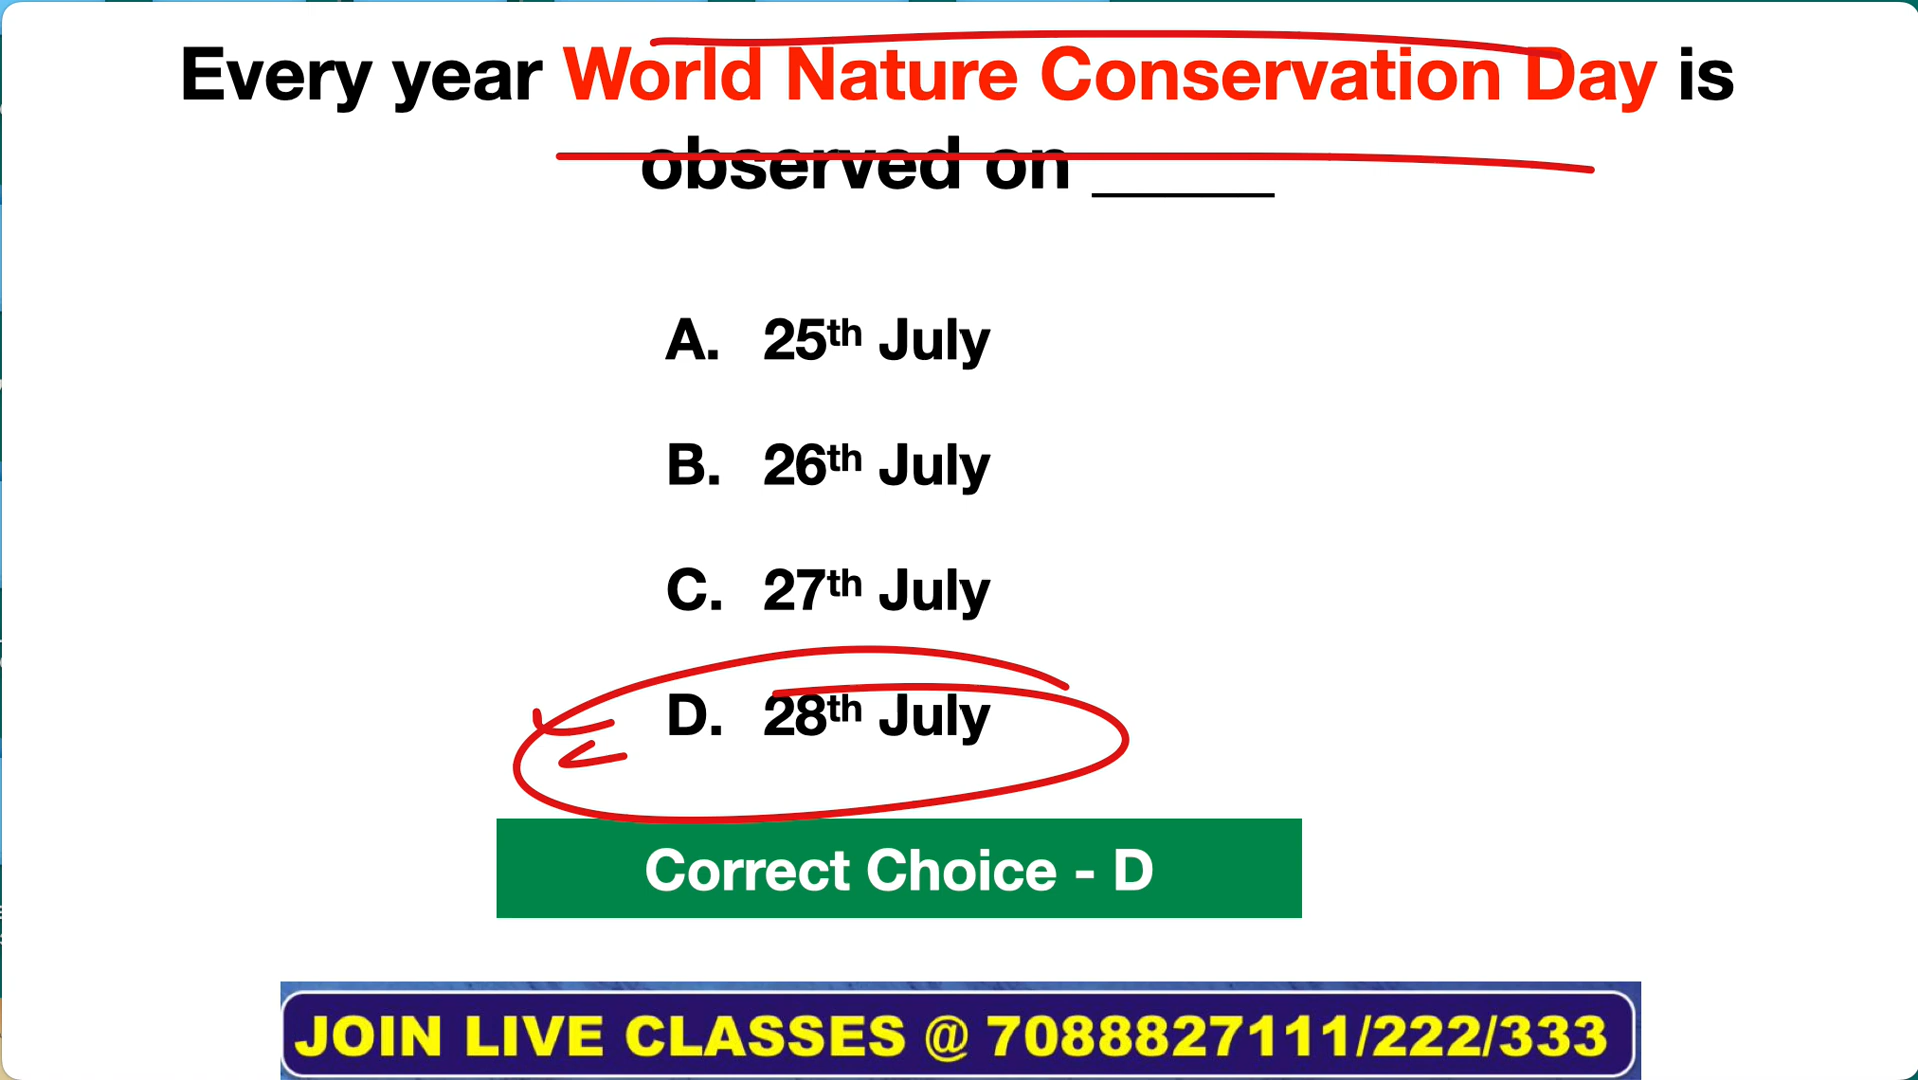 Every year World Nature Conservation Day is
observed on ______
A. 25th July
B. 26th July
C. 27th July
D. 28th July
Correct Choice - D
JOIN LIVE CLASSES @ 7088827111/222/333